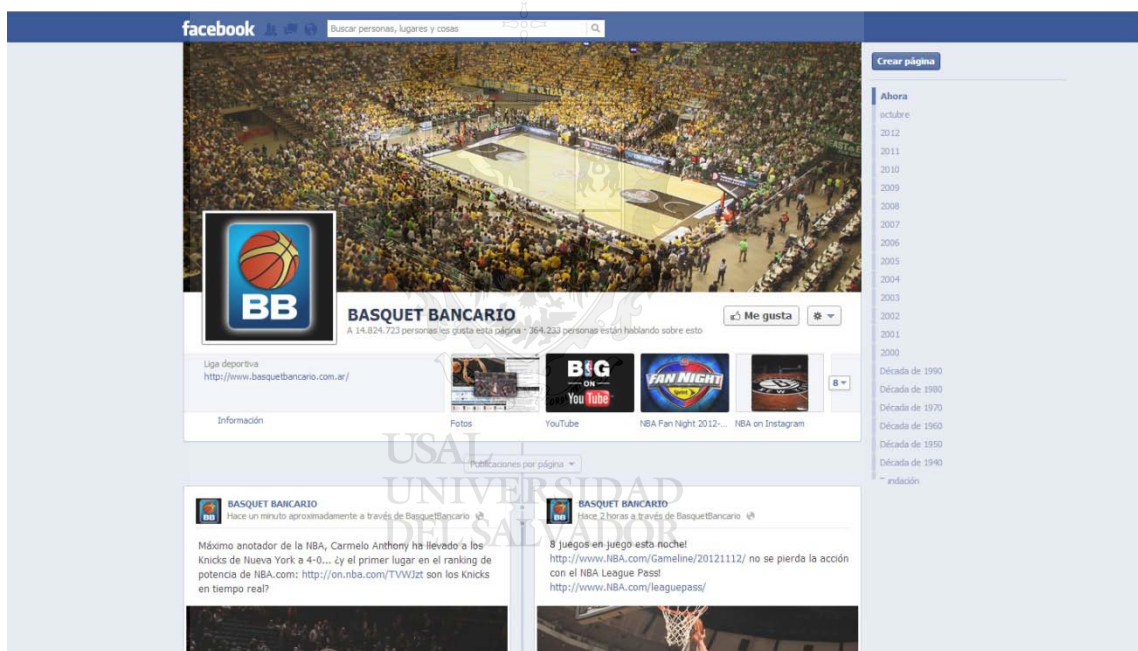 facebook
Buscar personas, lugares y cosas
Crear página
Ahora
octubre
2012
2011
2010
2009
2008
2007
2006
2005
2004
2003
2002
2001
2000
Década de 1990
Década de 1980
Década de 1970
Década de 1960
Década de 1950
Década de 1940
undación
BB
BASQUET BANCARIO
A 14.824.723 personas les gusta esta página · 364.233 personas están hablando sobre esto
Me gusta
Liga deportiva
http://www.basquetbancario.com.ar/
Información
BIG
ON
YouTube
FAN NIGHT
Sprint
8
Fotos
YouTube
NBA Fan Night 2012-...
NBA on Instagram
Publicaciones por página
USAL
UNIVERSIDAD
DEL SALVADOR
BASQUET BANCARIO
Hace un minuto aproximadamente a través de BasquetBancario
Máximo anotador de la NBA, Carmelo Anthony ha llevado a los
Knicks de Nueva York a 4-0... ¿y el primer lugar en el ranking de
potencia de NBA.com: http://on.nba.com/TVWJzt son los Knicks
en tiempo real?
BASQUET BANCARIO
Hace 2 horas a través de BasquetBancario
8 juegos en juego esta noche!
http://www.NBA.com/Gameline/20121112/ no se pierda la acción
con el NBA League Pass!
http://www.NBA.com/leaguepass/